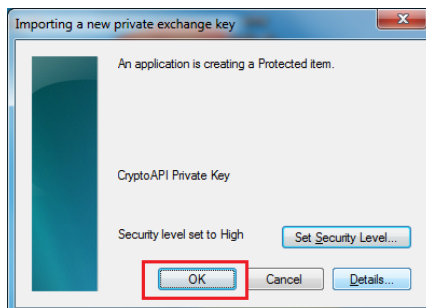 Importing a new private exchange key
An application is creating a Protected item.
CryptoAPI Private Key
Security level set to High
Set Security Level...
OK
Cancel
Details...